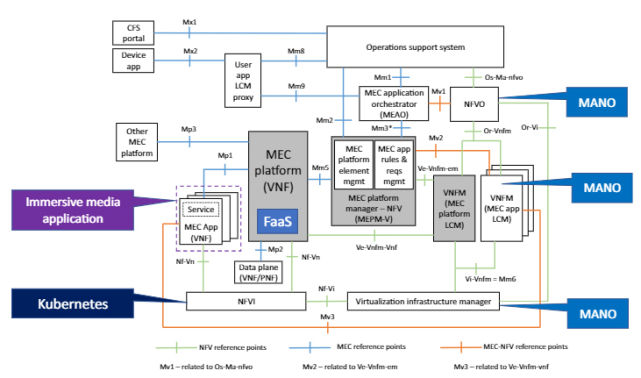 CFS
portal
Mx1
Operations support system
Device
app
Mx2
User
app
LCM
proxy
Mm8
Mm9
Mm1
Os-Ma-nfvo
MEC application
orchestrator
(MEAO)
Mv1
NFVO
MANO
Mm2
Mm3*
Mv2
Or-Vnfm
Or-Vi
Other
MEC
platform
Mp3
Mp1
MEC
platform
(VNF)
FaaS
Mm5
MEC
platform
element
mgmt
MEC app
rules &
reqs
mgmt
MEC platform
manager – NFV
(MEPM-V)
Ve-Vnfm-em
VNFM
(MEC
platform
LCM)
VNFM
(MEC app
LCM)
MANO
Immersive media
application
Service
MEC App
(VNF)
Nf-Vn
Mp2
Nf-Vn
Ve-Vnfm-Vnf
Data plane
(VNF/PNF)
Vi-Vnfm = Mm6
Kubernetes
NFVI
Nf-Vi
Virtualization infrastructure manager
MANO
Mv3
NFV reference points
MEC reference points
MEC-NFV reference points
Mv1 – related to Os-Ma-nfvo
Mv2 – related to Ve-Vnfm-em
Mv3 – related to Ve-Vnfm-vnf